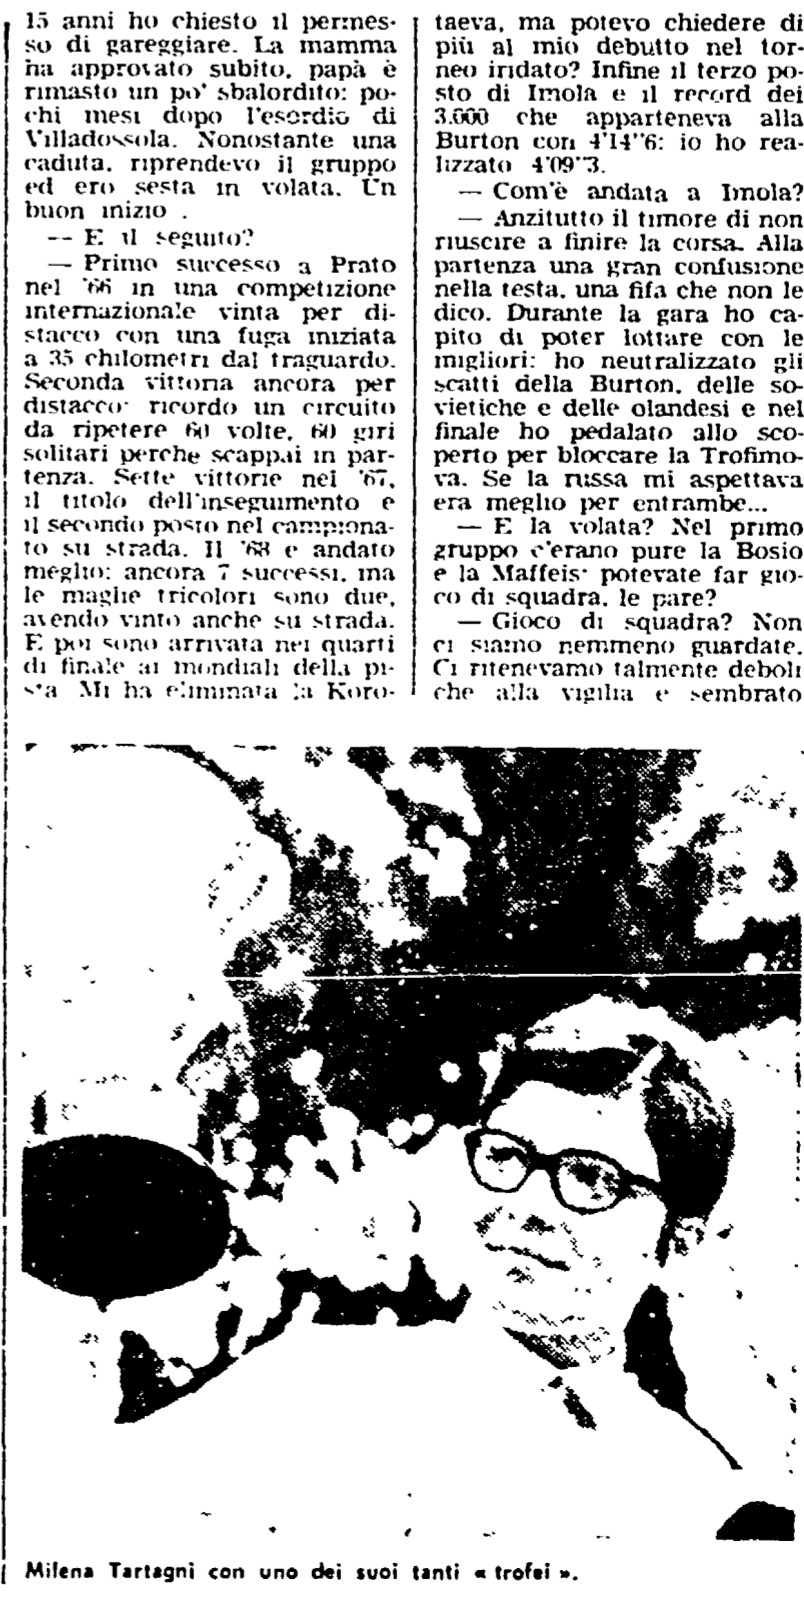 15 anni ho chiesto il permes-
so di gareggiare. La mamma
ha approvato subito, papà è
rimasto un po' sbalordito: po-
chi mesi dopo l'esordio di
Villadossola. Nonostante una
caduta, riprendevo il gruppo
ed ero sesta in volata. Un
buon inizio .
— E il seguito?
— Primo successo a Prato
nel '66 in una competizione
internazionale vinta per di-
stacco con una fuga iniziata
a 35 chilometri dal traguardo.
Seconda vittoria ancora per
distacco: ricordo un circuito
da ripetere 60 volte, 60 giri
solitari perche scappai in par-
tenza. Sette vittorie nel '67,
il titolo dell'inseguimento e
il secondo posto nel campiona-
to su strada. Il '68 e andato
meglio: ancora 7 successi, ma
le maglie tricolori sono due,
avendo vinto anche su strada.
E poi sono arrivata nei quarti
di finale ai mondiali della pi-
sta Mi ha eliminata la Koro-
taeva, ma potevo chiedere di
più al mio debutto nel tor-
neo iridato? Infine il terzo po-
sto di Imola e il record dei
3.000 che apparteneva alla
Burton con 4'14"6: io ho rea-
lizzato 4'09"3.
— Com'è andata a Imola?
— Anzitutto il timore di non
riuscire a finire la corsa. Alla
partenza una gran confusione
nella testa, una fifa che non le
dico. Durante la gara ho ca-
pito di poter lottare con le
migliori: ho neutralizzato gli
scatti della Burton, delle so-
vietiche e delle olandesi e nel
finale ho pedalato allo sco-
perto per bloccare la Trofimo-
va. Se la russa mi aspettava
era meglio per entrambe...
— E la volata? Nel primo
gruppo c'erano pure la Bosio
e la Maffeis: potevate far gio-
co di squadra, le pare?
— Gioco di squadra? Non
ci siamo nemmeno guardate.
Ci ritenevamo talmente deboli
che alla vigilia e sembrato
Milena Tartagni con uno dei suoi tanti « trofei ».